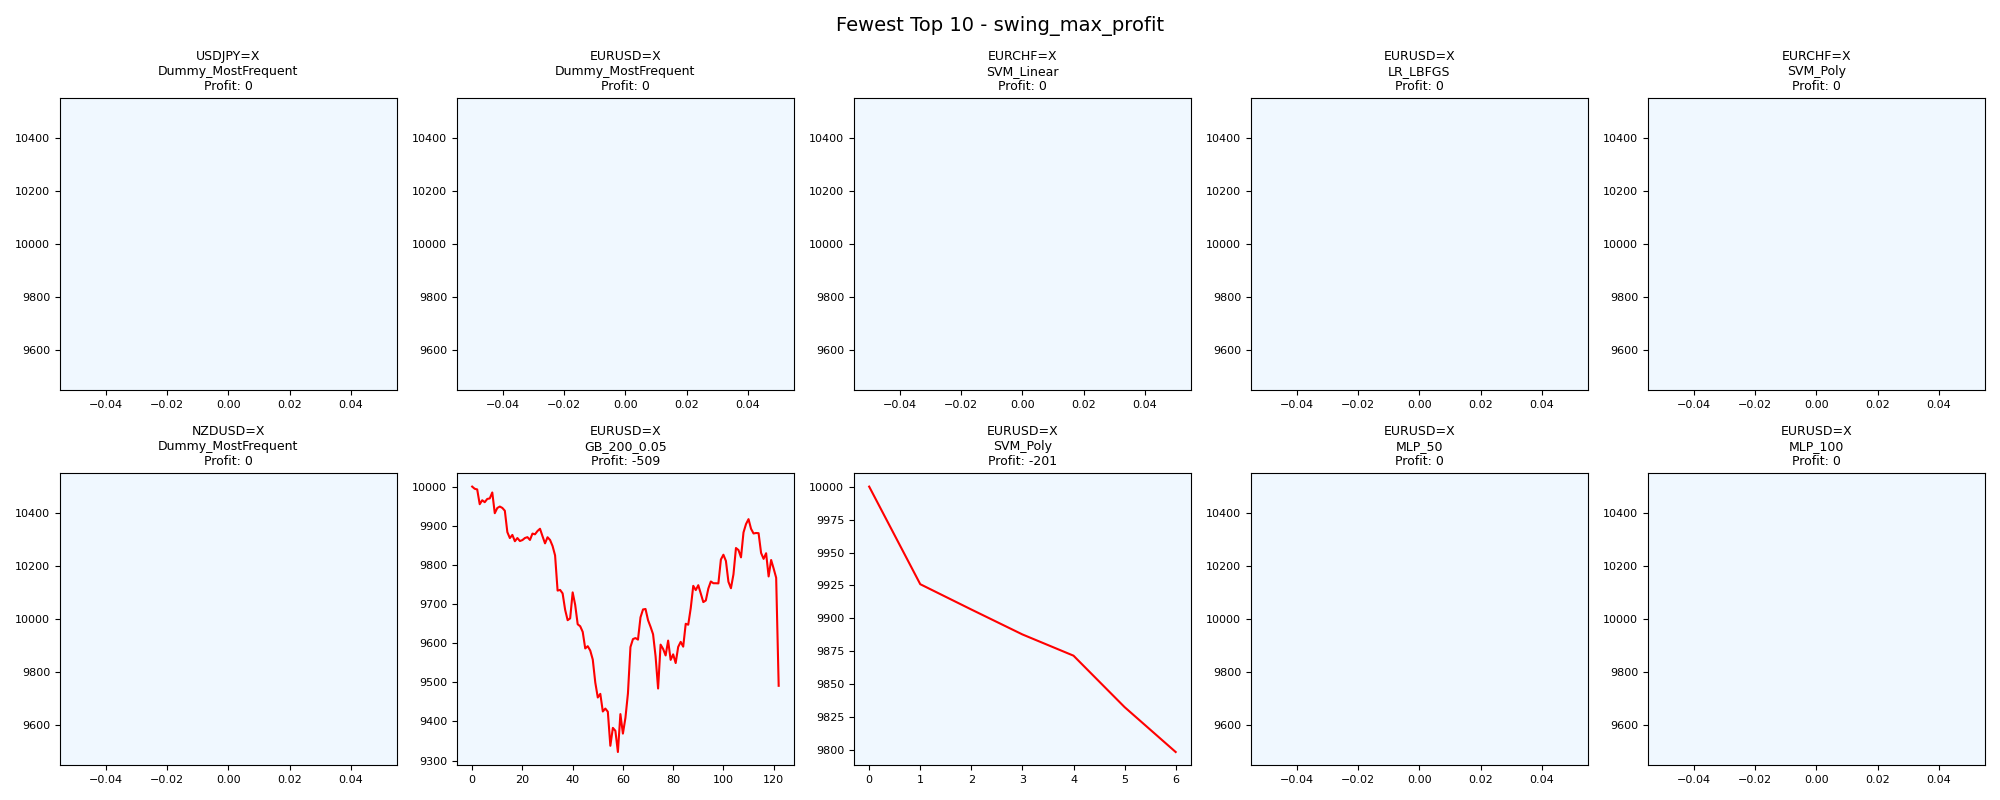 Fewest Top 10 - swing_max_profit
USDJPY=X
Dummy_MostFrequent
Profit: 0
10400
10200
10000
9800
9600
−0.04 −0.02 0.00 0.02 0.04
EURUSD=X
Dummy_MostFrequent
Profit: 0
10400
10200
10000
9800
9600
−0.04 −0.02 0.00 0.02 0.04
EURCHF=X
SVM_Linear
Profit: 0
10400
10200
10000
9800
9600
−0.04 −0.02 0.00 0.02 0.04
EURUSD=X
LR_LBFGS
Profit: 0
10400
10200
10000
9800
9600
−0.04 −0.02 0.00 0.02 0.04
EURCHF=X
SVM_Poly
Profit: 0
10400
10200
10000
9800
9600
−0.04 −0.02 0.00 0.02 0.04
NZDUSD=X
Dummy_MostFrequent
Profit: 0
10400
10200
10000
9800
9600
−0.04 −0.02 0.00 0.02 0.04
EURUSD=X
GB_200_0.05
Profit: -509
10000
9900
9800
9700
9600
9500
9400
9300
0 20 40 60 80 100 120
EURUSD=X
SVM_Poly
Profit: -201
10000
9975
9950
9925
9900
9875
9850
9825
9800
0 1 2 3 4 5 6
EURUSD=X
MLP_50
Profit: 0
10400
10200
10000
9800
9600
−0.04 −0.02 0.00 0.02 0.04
EURUSD=X
MLP_100
Profit: 0
10400
10200
10000
9800
9600
−0.04 −0.02 0.00 0.02 0.04